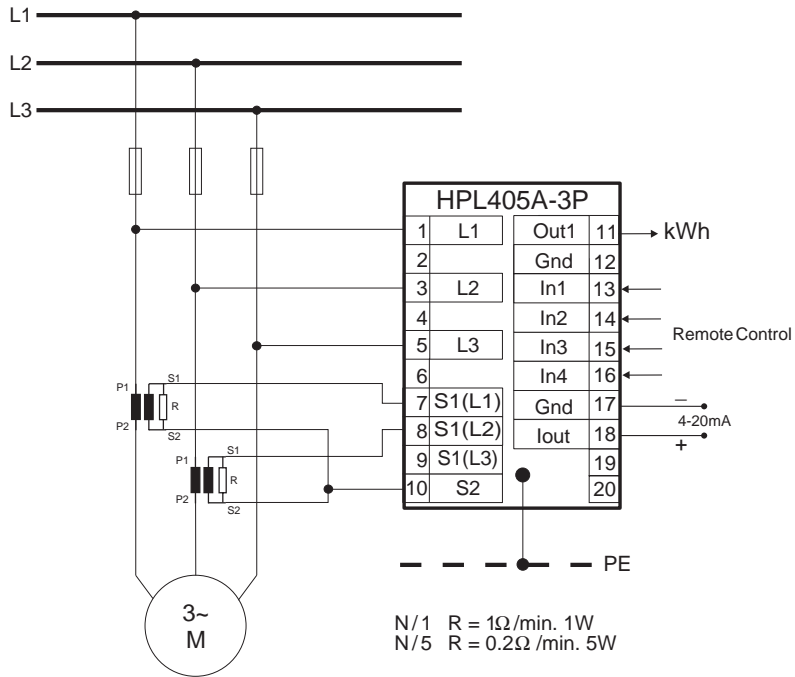 L1
L2
L3
HPL405A-3P
1 L1 Out1 11 kWh
2 Gnd 12
3 L2 In1 13
4 In2 14
5 L3 In3 15
Remote Control
6 In4 16
7 S1(L1) Gnd 17 –
4-20mA
8 S1(L2) Iout 18 +
9 S1(L3) 19
10 S2 20
P1 S1
R
P2 S2
P1 S1
R
P2 S2
PE
3~
M
N/1 R = 1Ω/min. 1W
N/5 R = 0.2Ω /min. 5W